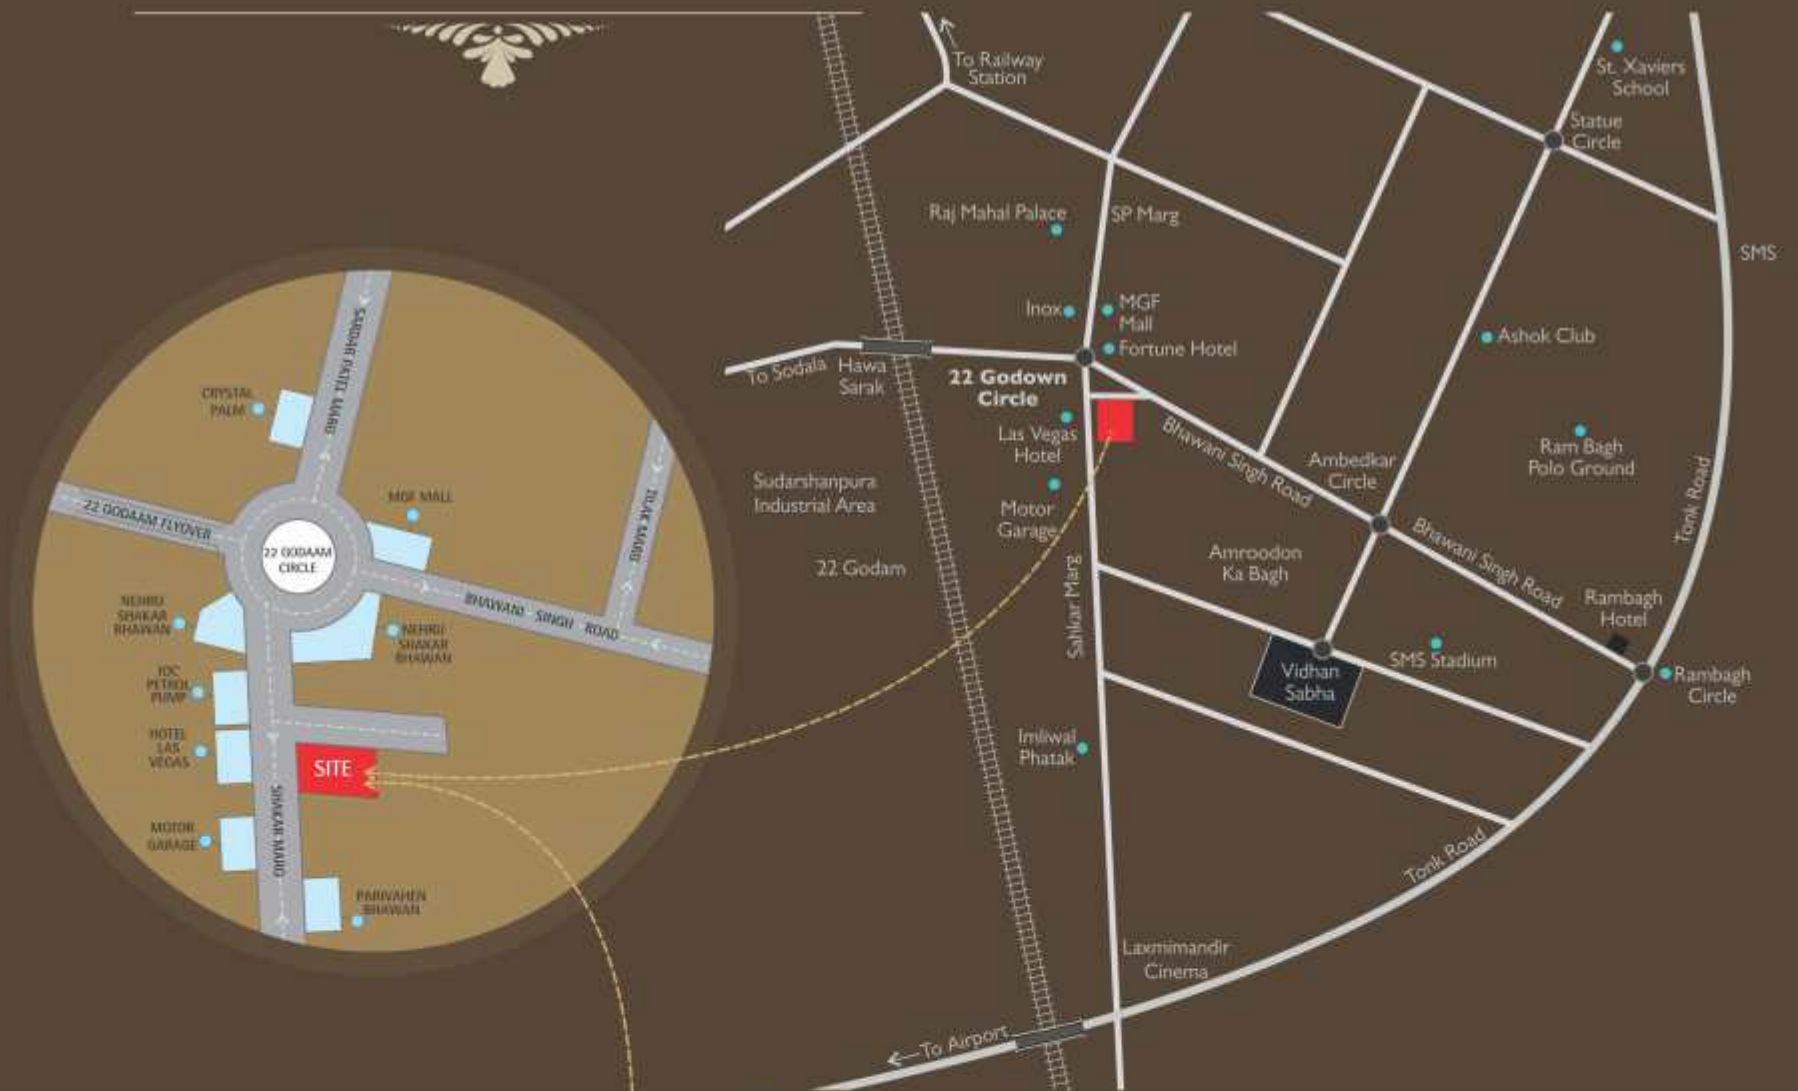 To Railway
Station
St. Xaviers
School
Statue
Circle
Raj Mahal Palace
SP Marg
SMS
Inox
MGF
Mall
Fortune Hotel
Ashok Club
To Sodala
Hawa
Sarak
22 Godown
Circle
Las Vegas
Hotel
Bhawani Singh Road
Ambedkar
Circle
Ram Bagh
Polo Ground
Tonk Road
Sudarshanpura
Industrial Area
Motor
Garage
22 Godam
Amroodon
Ka Bagh
Bhawani Singh Road
Rambagh
Hotel
Sahkar Marg
Vidhan
Sabha
SMS Stadium
Rambagh
Circle
Imliwal
Phatak
Tonk Road
Laxmimandir
Cinema
To Airport
SARDAR PATEL MARG
CRYSTAL
PALM
MGF MALL
22 GODAAM FLYOVER
22 GODAAM
CIRCLE
TILAK MARG
BHAWANI SINGH ROAD
NEHRU
SHAKAR
BHAWAN
NEHRU
SHAKAR
BHAWAN
IOC
PETROL
PUMP
HOTEL
LAS
VEGAS
SITE
SHAKAR MARG
MOTOR
GARAGE
PARIVAHEN
BHAWAN